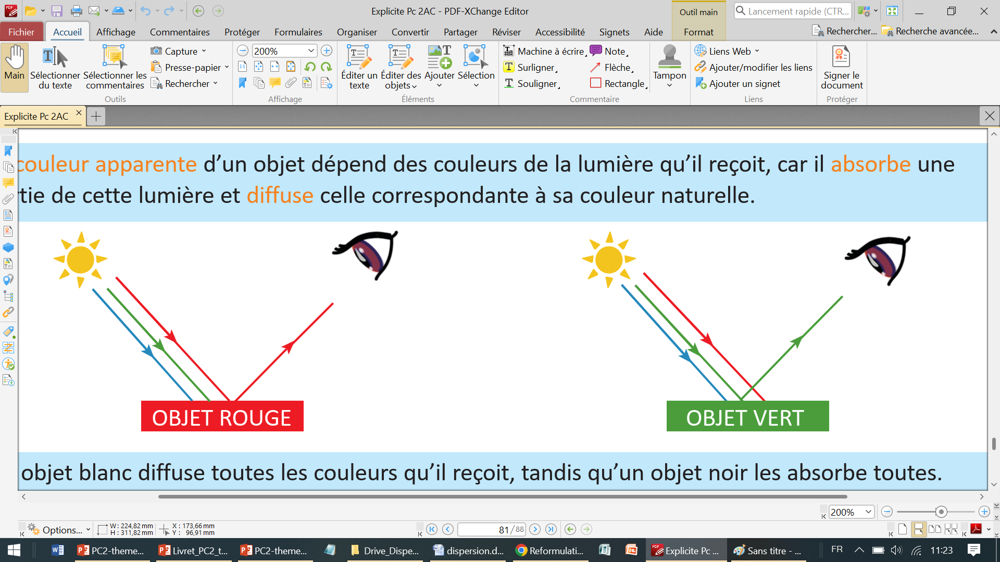 Explicite Pc 2AC - PDF-XChange Editor
Outil main
Lancement rapide (CTR...
Fichier Accueil Affichage Commentaires Protéger Formulaires Organiser Convertir Partager Réviser Accessibilité Signets Aide Format
Rechercher... Recherche avancée...
Main
Sélectionner du texte
Sélectionner les commentaires
Capture
Presse-papier
Rechercher
Outils
200%
Affichage
Éditer un texte
Éditer des objets
Ajouter
Sélection
Éléments
Machine à écrire
Surligner
Souligner
Note
Flèche
Rectangle
Tampon
Commentaire
Liens Web
Ajouter/modifier les liens
Ajouter un signet
Liens
Signer le document
Protéger
Explicite Pc 2AC
couleur apparente d’un objet dépend des couleurs de la lumière qu’il reçoit, car il absorbe une
rtie de cette lumière et diffuse celle correspondante à sa couleur naturelle.
OBJET ROUGE
OBJET VERT
objet blanc diffuse toutes les couleurs qu’il reçoit, tandis qu’un objet noir les absorbe toutes.
200%
Options...
W: 224,82 mm
H: 311,82 mm
X: 173,66 mm
Y: 96,91 mm
81/88
PC2-theme... Livret_PC2_t... PC2-theme... Drive_Dispe... dispersion.d... Reformulati... Explicite Pc ... Sans titre - ... FR 11:23